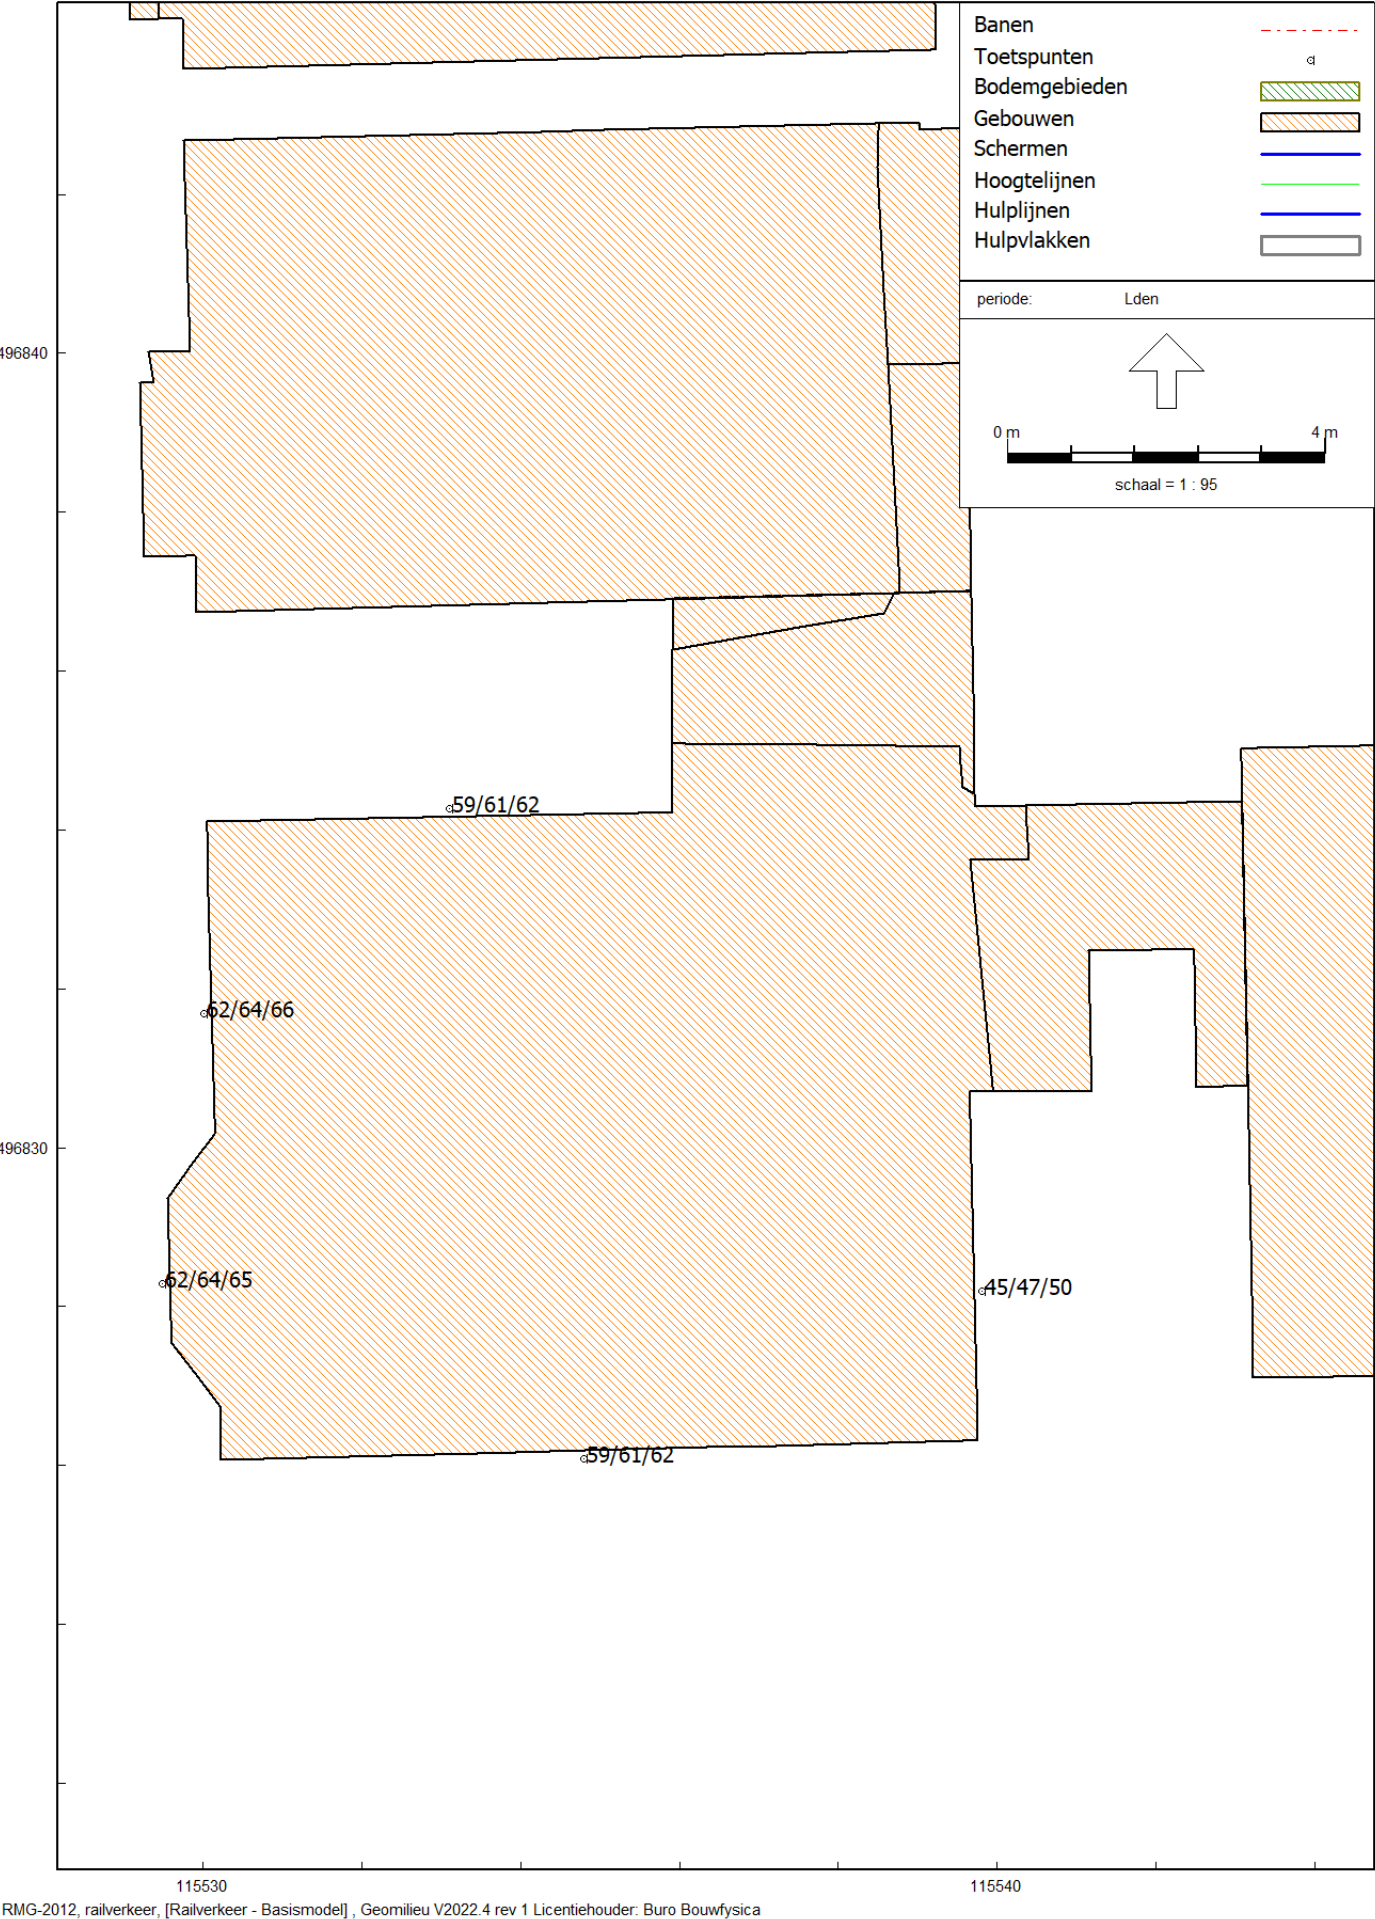 Banen
Toetspunten
Bodemgebieden
Gebouwen
Schermen
Hoogtelijnen
Hulplijnen
Hulpvlakken
periode: Lden
0 m 4 m
schaal = 1 : 95
496840
59/61/62
62/64/66
496830
62/64/65
45/47/50
59/61/62
115530 115540
RMG-2012, railverkeer, [Railverkeer - Basismodel] , Geomilieu V2022.4 rev 1 Licentiehouder: Buro Bouwfysica